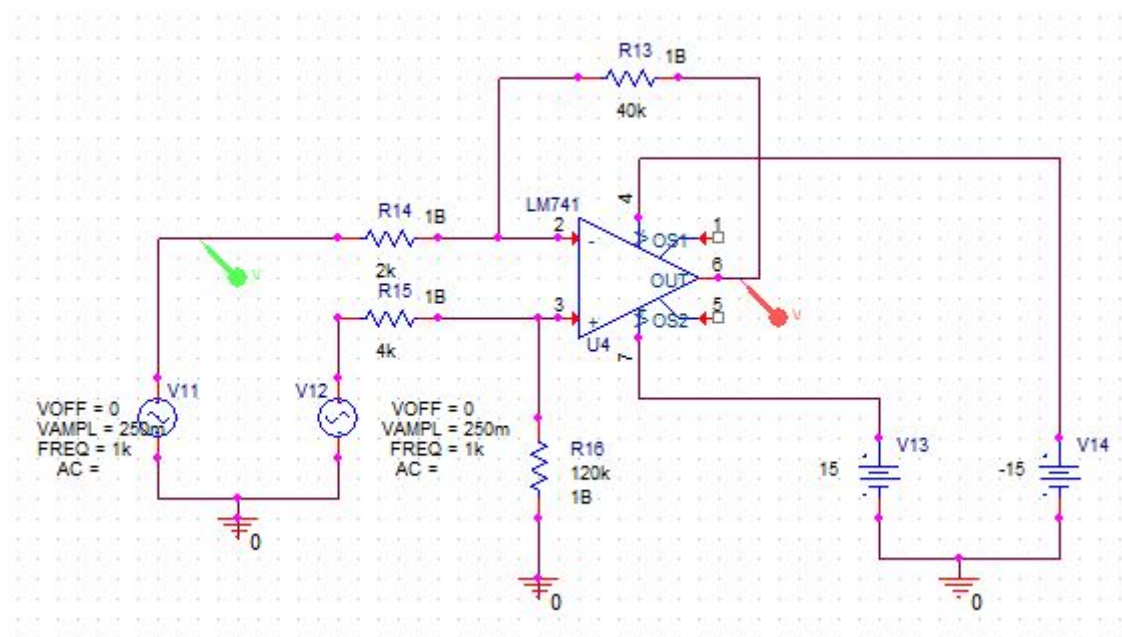 R13
1B
40k
LM741
4
R14
1B
2
-
OS1
1
6
OUT
V
2k
R15
1B
3
+
OS2
5
V
U4
4k
7
V11
V12
VOFF = 0
VAMPL = 250m
FREQ = 1k
AC =
VOFF = 0
VAMPL = 250m
FREQ = 1k
AC =
R16
120k
1B
V13
15
V14
-15
0
0
0